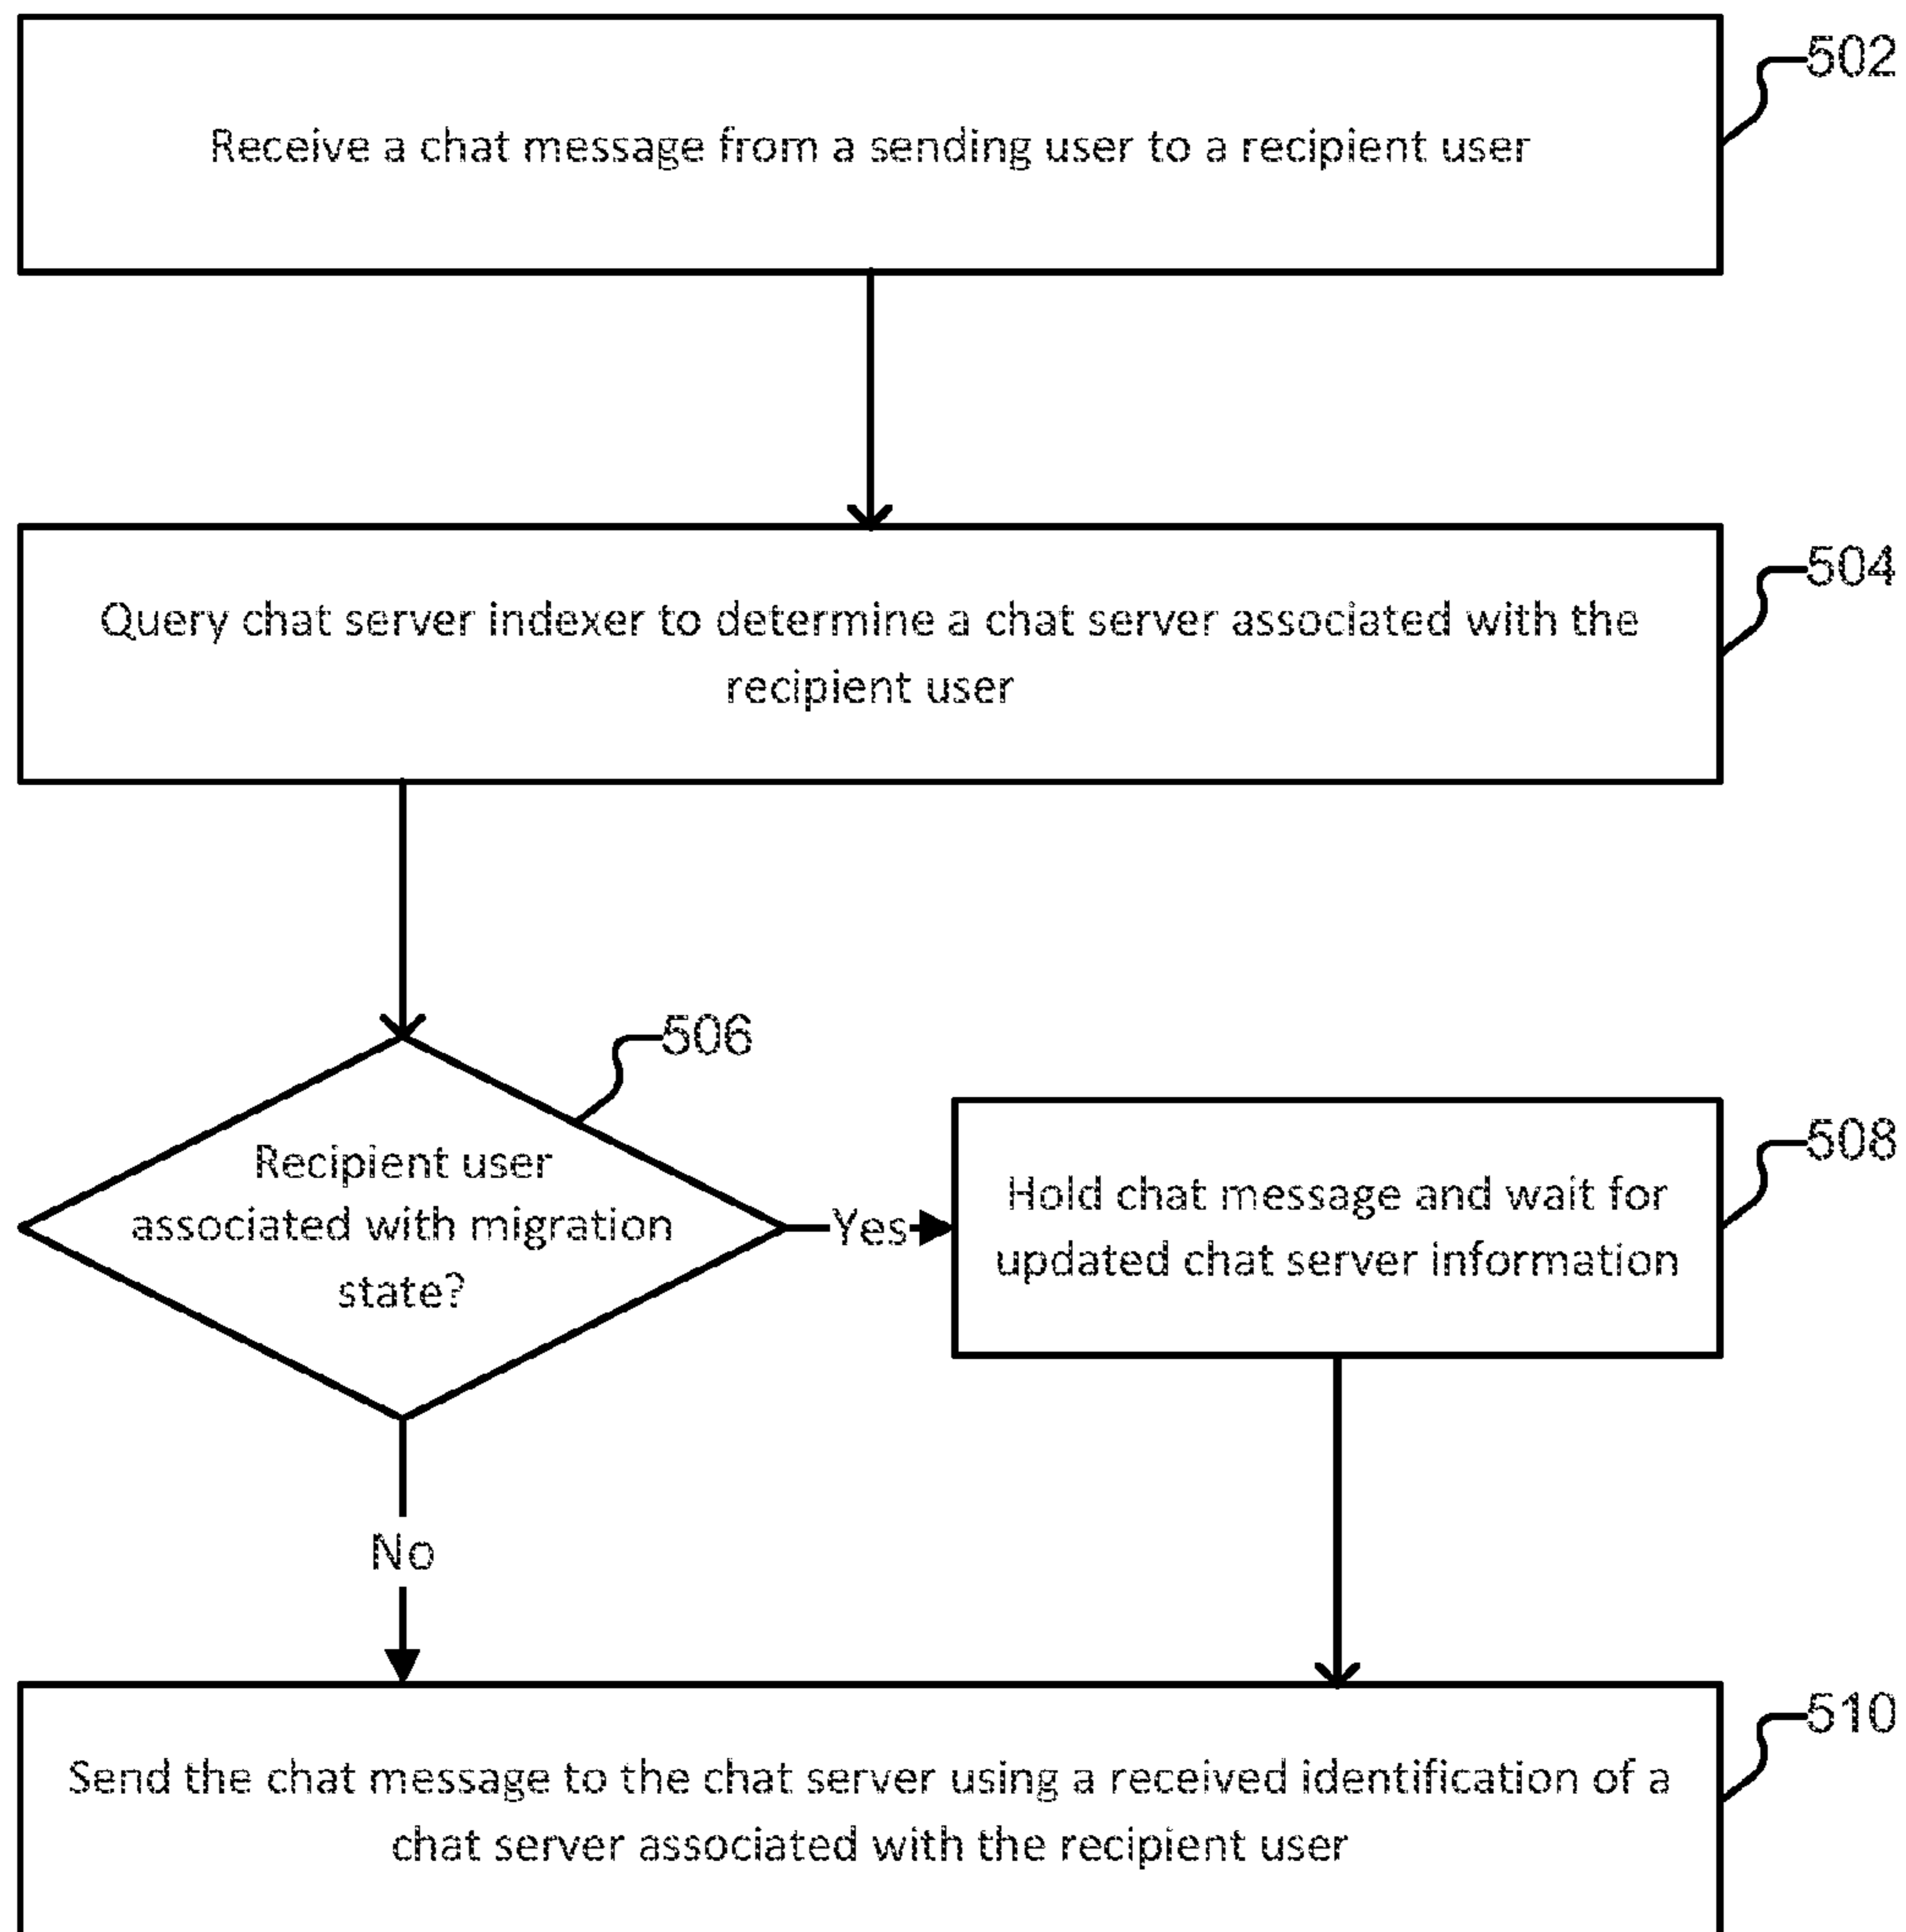 Receive a chat message from a sending user to a recipient user
502
Query chat server indexer to determine a chat server associated with the
recipient user
504
Recipient user
associated with migration
state?
506
Yes
Hold chat message and wait for
updated chat server information
508
No
Send the chat message to the chat server using a received identification of a
chat server associated with the recipient user
510